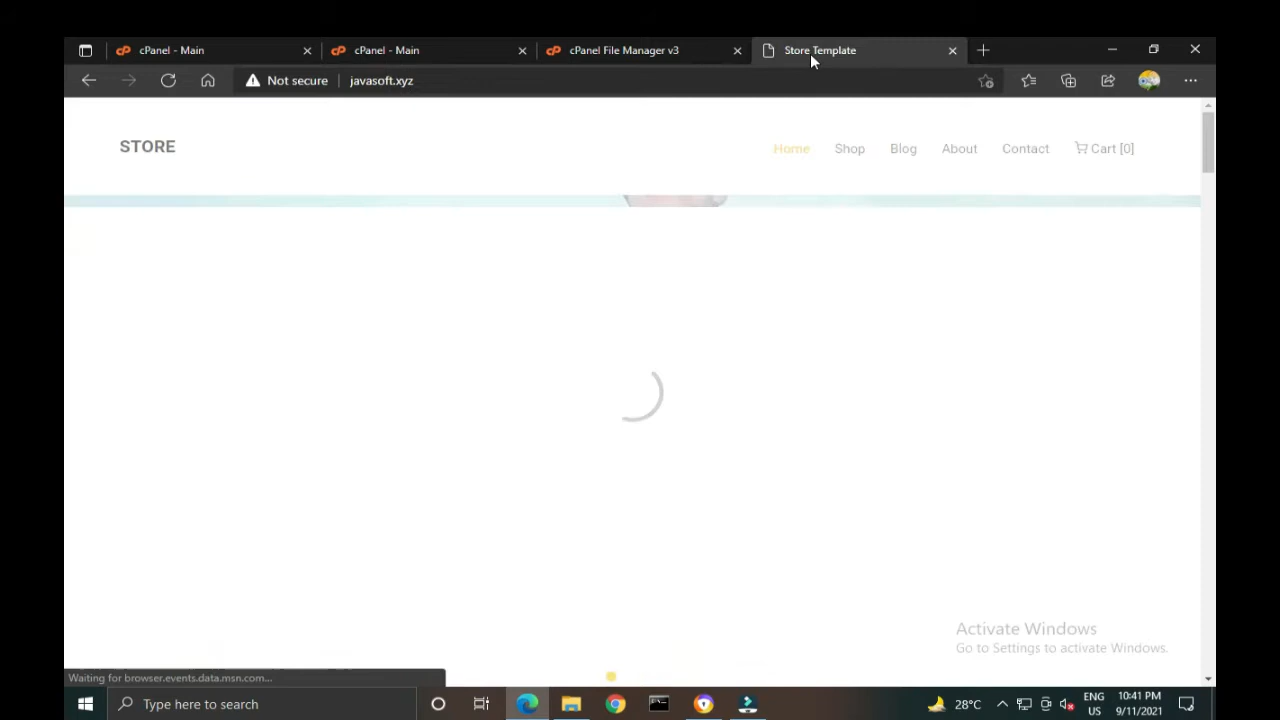 cPanel - Main
cPanel - Main
cPanel File Manager v3
Store Template
Not secure
javasoft.xyz
STORE
Home
Shop
Blog
About
Contact
Cart [0]
Activate Windows
Go to Settings to activate Windows.
Waiting for browser.events.data.msn.com...
Type here to search
28°C
ENG
US
10:41 PM
9/11/2021